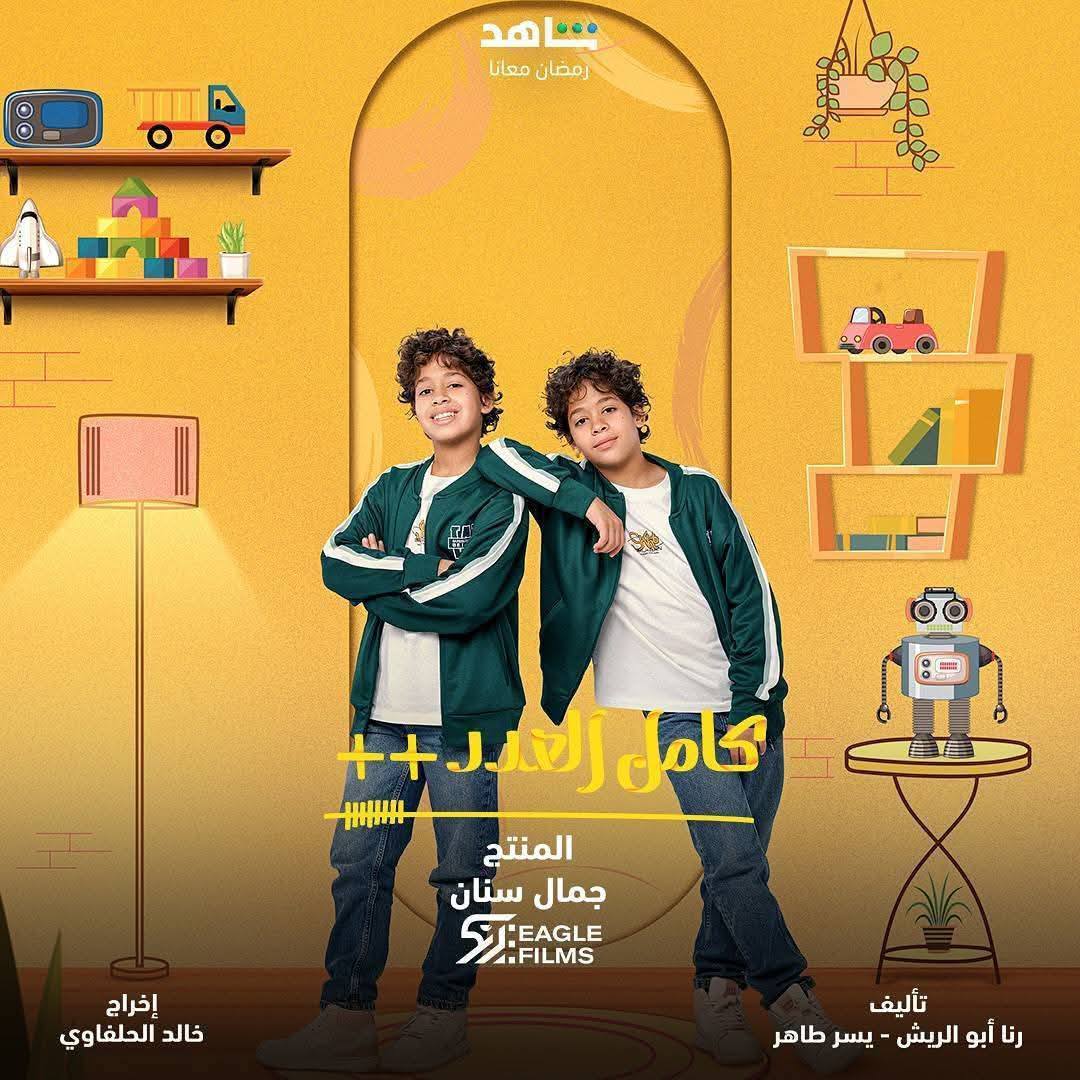 شاهد
رمضان معانا
كامل العدد ++
المنتج
جمال سنان
EAGLE
FILMS
إخراج
خالد الحلفاوي
تأليف
رنا أبو الريش - يسر طاهر